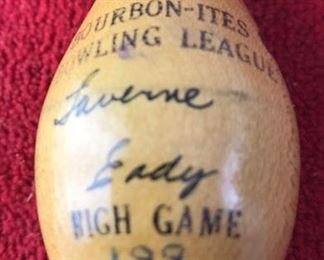 BOURBON-ITES
BOWLING LEAGUE
Laverne
Eady
HIGH GAME